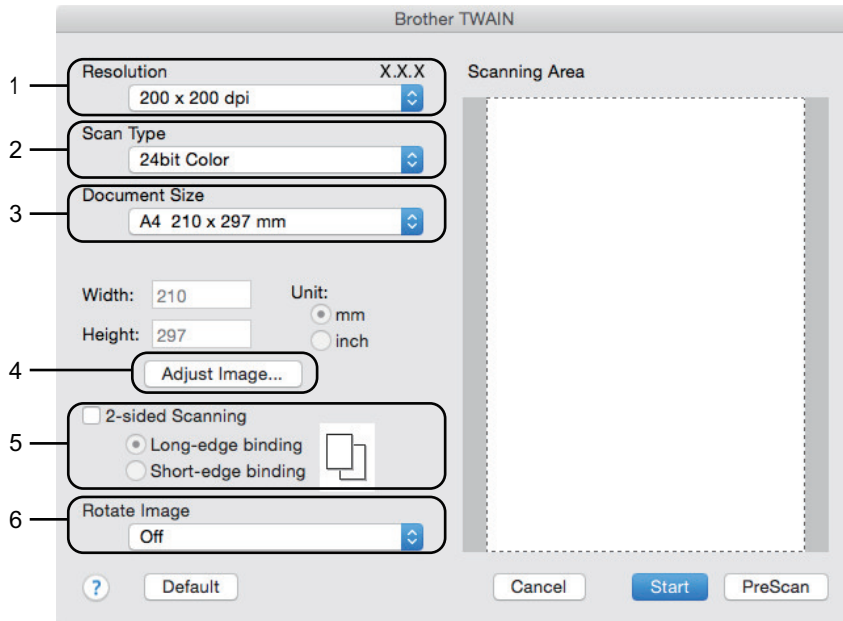 Brother TWAIN
1
Resolution X.X.X
200 x 200 dpi
2
Scan Type
24bit Color
3
Document Size
A4 210 x 297 mm
Width: 210
Height: 297
Unit:
mm
inch
4
Adjust Image...
5
2-sided Scanning
Long-edge binding
Short-edge binding
6
Rotate Image
Off
? Default
Scanning Area
Cancel Start PreScan